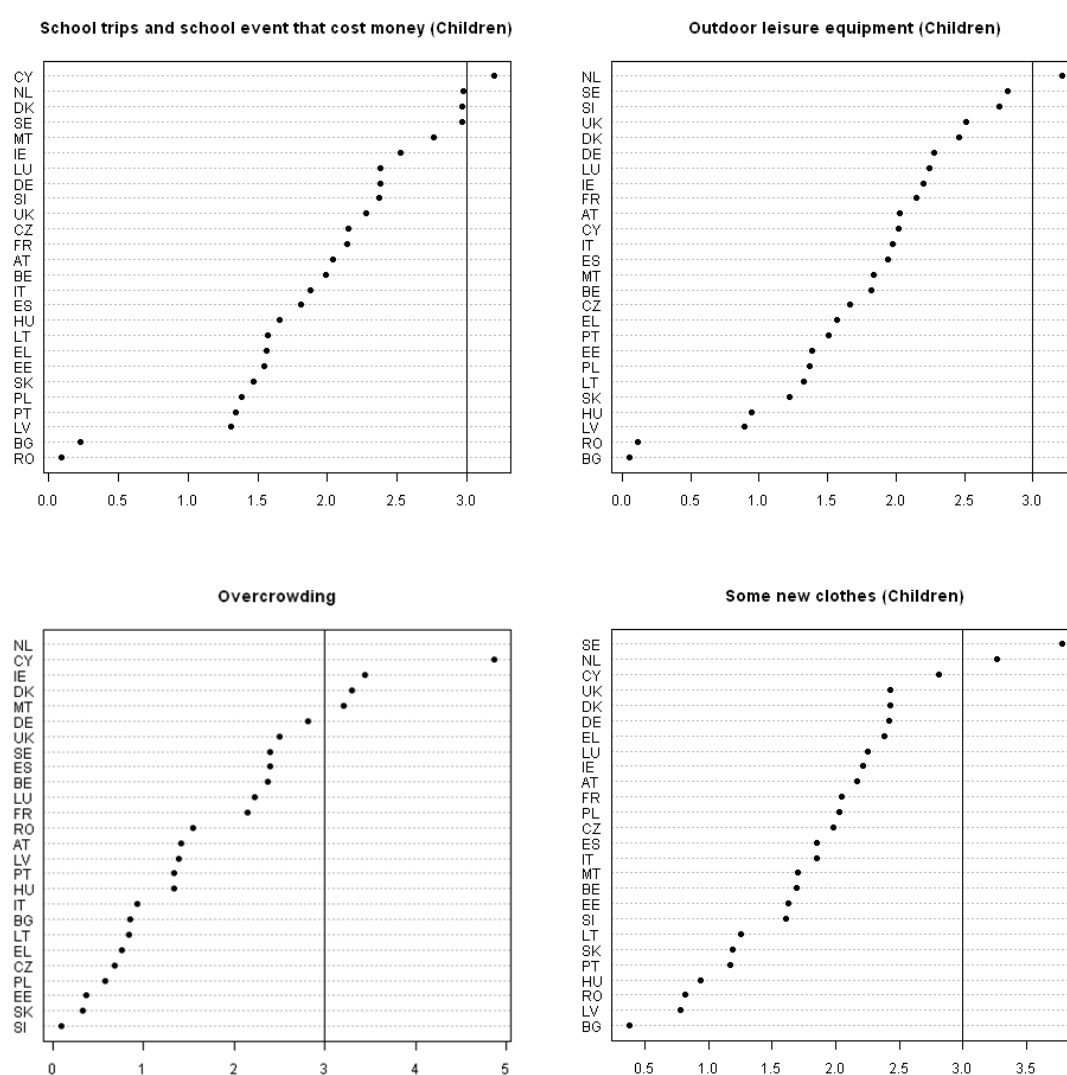 School trips and school event that cost money (Children)
CY
NL
DK
SE
MT
IE
LU
DE
SI
UK
CZ
FR
AT
BE
IT
ES
HU
LT
EL
EE
SK
PL
PT
LV
BG
RO
0.0 0.5 1.0 1.5 2.0 2.5 3.0
Outdoor leisure equipment (Children)
NL
SE
SI
UK
DK
DE
LU
IE
FR
AT
CY
IT
ES
MT
BE
CZ
EL
PT
EE
PL
LT
SK
HU
LV
RO
BG
0.0 0.5 1.0 1.5 2.0 2.5 3.0
Overcrowding
NL
CY
IE
DK
MT
DE
UK
SE
ES
BE
LU
FR
RO
AT
LV
PT
HU
IT
BG
LT
EL
CZ
PL
EE
SK
SI
0 1 2 3 4 5
Some new clothes (Children)
SE
NL
CY
UK
DK
DE
EL
LU
IE
AT
FR
PL
CZ
ES
IT
MT
BE
EE
SI
LT
SK
PT
HU
RO
LV
BG
0.5 1.0 1.5 2.0 2.5 3.0 3.5